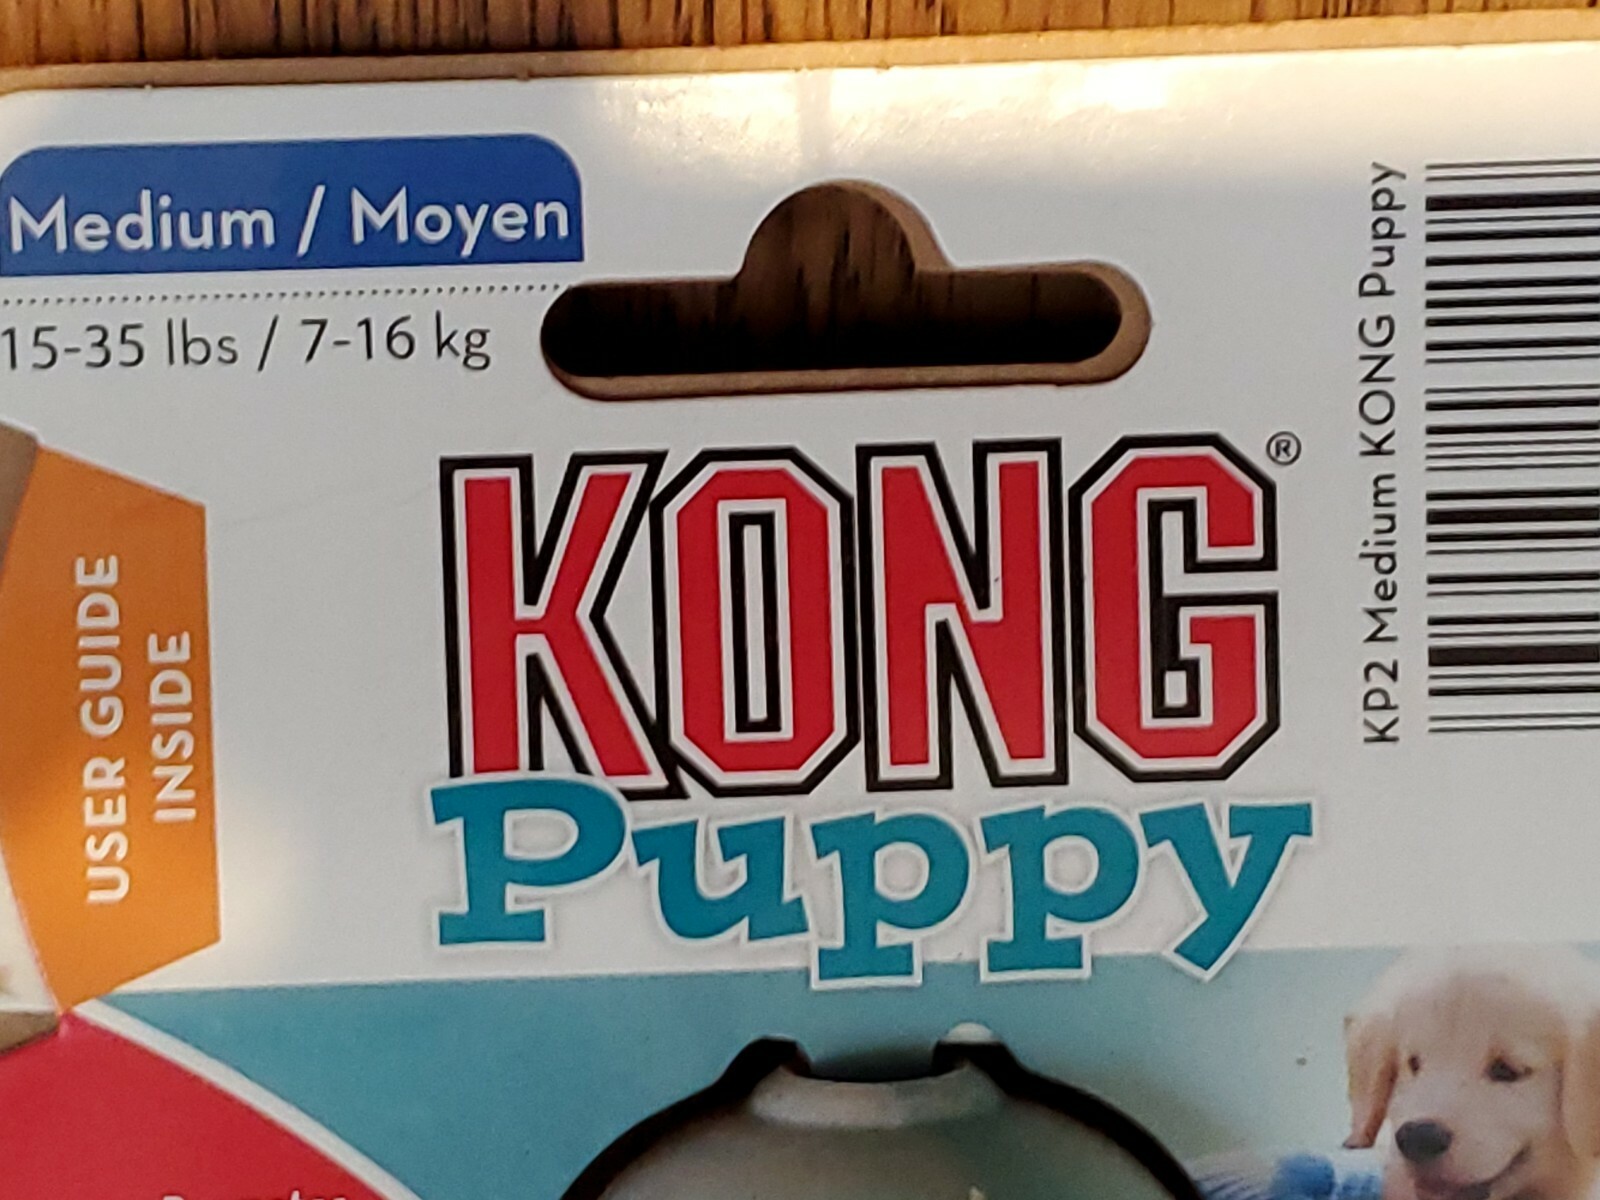 Medium / Moyen
15-35 lbs / 7-16 kg
USER GUIDE
INSIDE
KONG®
Puppy
KP2 Medium KONG Puppy